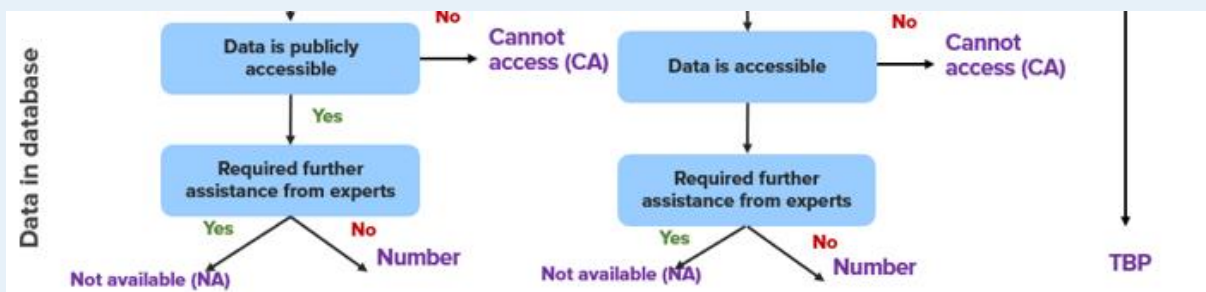 Data in database
No
Data is publicly
accessible
Cannot
access (CA)
Yes
Required further
assistance from experts
Yes
No
Not available (NA)
Number
No
Data is accessible
Cannot
access (CA)
Required further
assistance from experts
Yes
No
Not available (NA)
Number
TBP